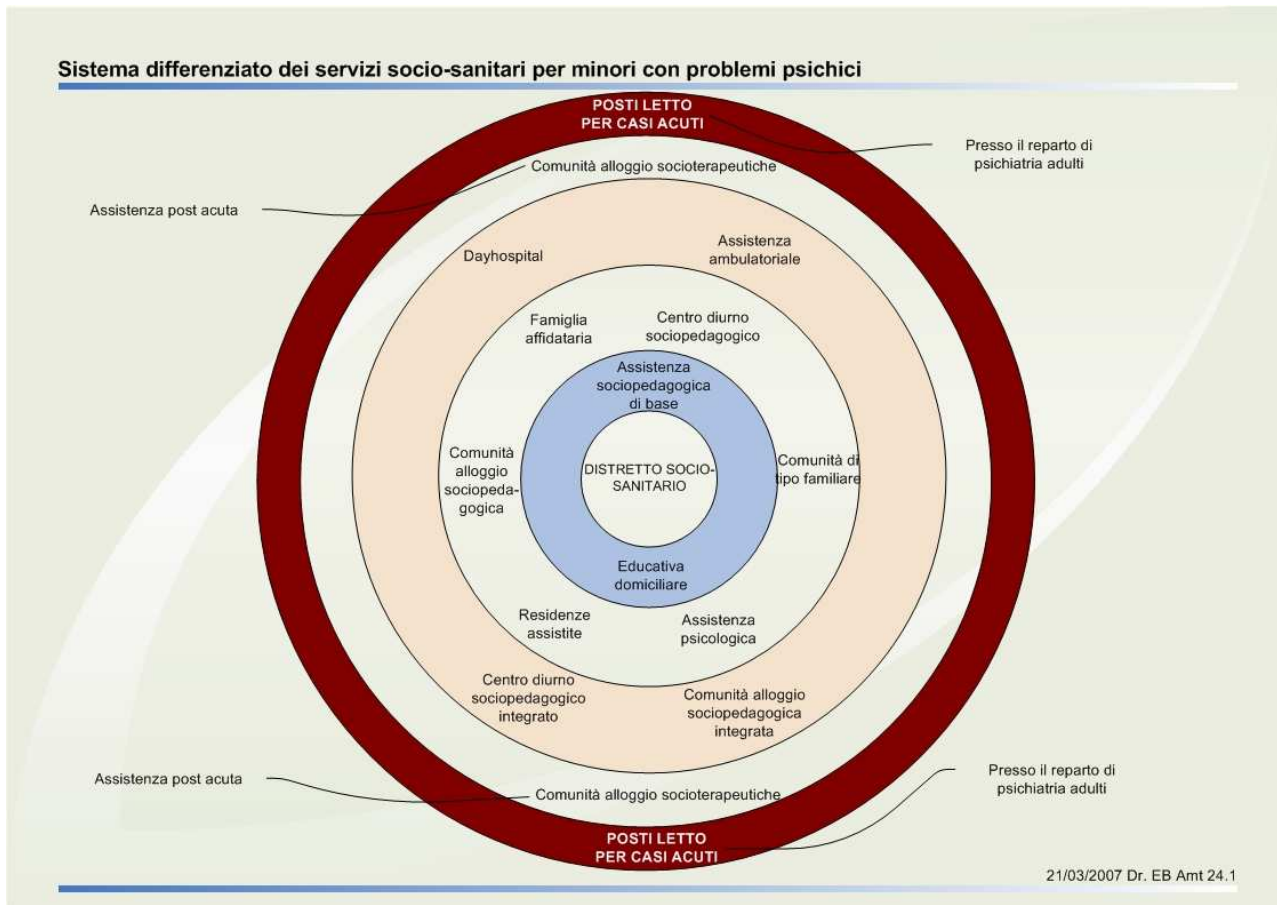 Sistema differenziato dei servizi socio-sanitari per minori con problemi psichici
POSTI LETTO
PER CASI ACUTI
Presso il reparto di
psichiatria adulti
Comunità alloggio socioterapeutiche
Assistenza post acuta
Dayhospital
Assistenza
ambulatoriale
Famiglia
affidataria
Centro diurno
sociopedagogico
Assistenza
sociopedagogica
di base
Comunità
alloggio
sociopeda-
gogica
DISTRETTO SOCIO-
SANITARIO
Comunità di
tipo familiare
Educativa
domiciliare
Residenze
assistite
Assistenza
psicologica
Centro diurno
sociopedagogico
integrato
Comunità alloggio
sociopedagogica
integrata
Assistenza post acuta
Presso il reparto di
psichiatria adulti
Comunità alloggio socioterapeutiche
POSTI LETTO
PER CASI ACUTI
21/03/2007 Dr. EB Amt 24.1